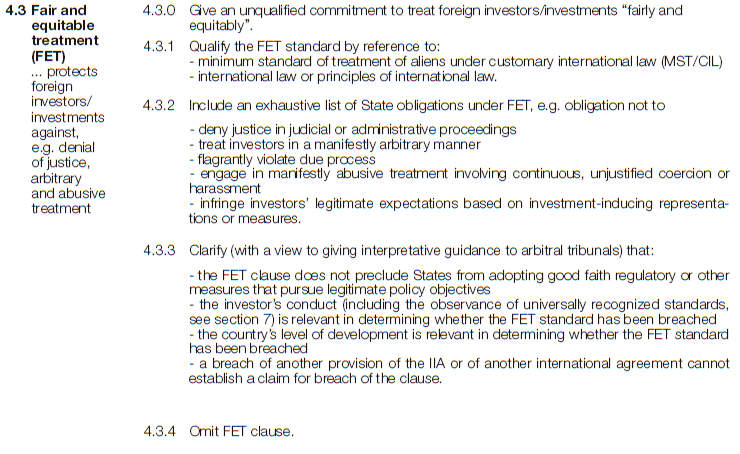 4.3 Fair and
equitable
treatment
(FET)
... protects
foreign
investors/
investments
against,
e.g. denial
of justice,
arbitrary
and abusive
treatment
4.3.0 Give an unqualified commitment to treat foreign investors/investments “fairly and
equitably”.
4.3.1 Qualify the FET standard by reference to:
- minimum standard of treatment of aliens under customary international law (MST/CIL)
- international law or principles of international law.
4.3.2 Include an exhaustive list of State obligations under FET, e.g. obligation not to
- deny justice in judicial or administrative proceedings
- treat investors in a manifestly arbitrary manner
- flagrantly violate due process
- engage in manifestly abusive treatment involving continuous, unjustified coercion or
harassment
- infringe investors’ legitimate expectations based on investment-inducing representa-
tions or measures.
4.3.3 Clarify (with a view to giving interpretative guidance to arbitral tribunals) that:
- the FET clause does not preclude States from adopting good faith regulatory or other
measures that pursue legitimate policy objectives
- the investor’s conduct (including the observance of universally recognized standards,
see section 7) is relevant in determining whether the FET standard has been breached
- the country’s level of development is relevant in determining whether the FET standard
has been breached
- a breach of another provision of the IIA or of another international agreement cannot
establish a claim for breach of the clause.
4.3.4 Omit FET clause.